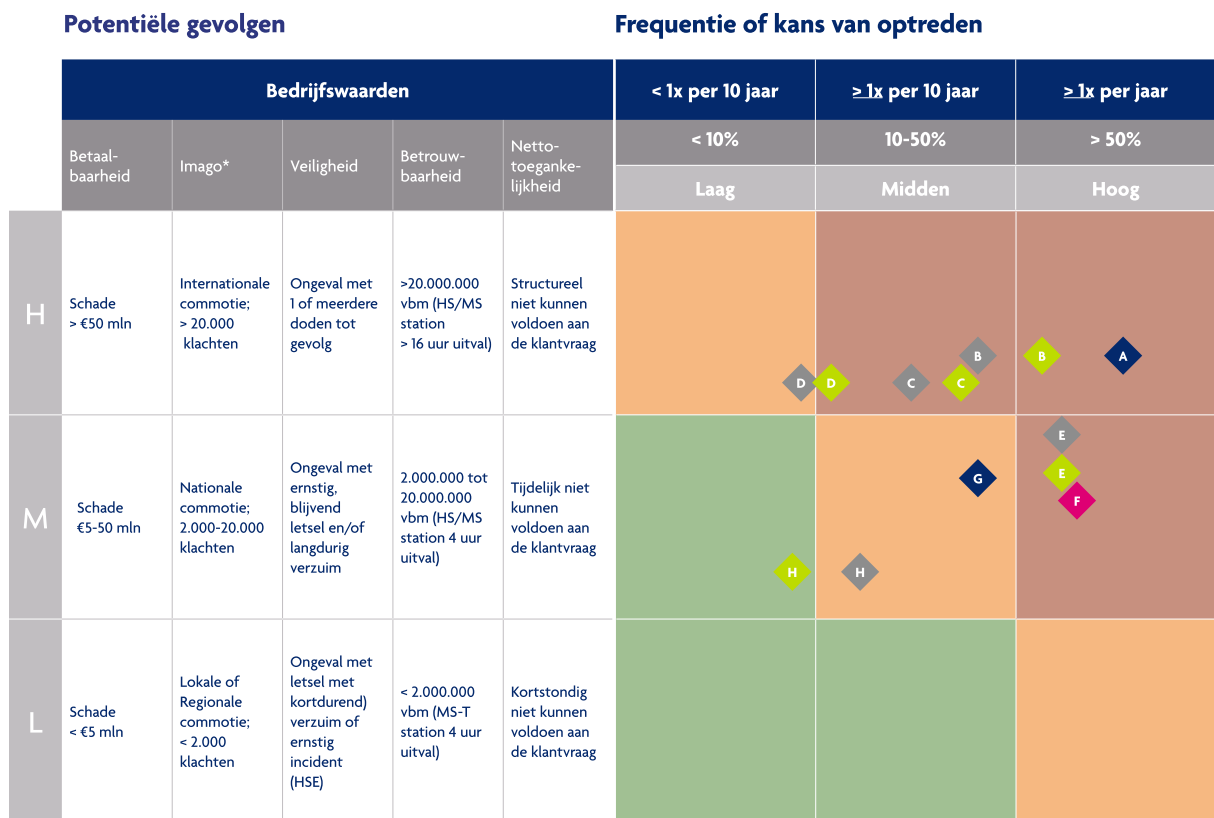 Potentiële gevolgen
Frequentie of kans van optreden
Bedrijfswaarden
< 1x per 10 jaar
> 1x per 10 jaar
> 1x per jaar
Betaal-
baarheid
Imago*
Veiligheid
Betrouw-
baarheid
Netto-
toeganke-
lijkheid
< 10%
10-50%
> 50%
Laag
Midden
Hoog
H
Schade
> €50 mln
Internationale
commotie;
> 20.000
klachten
Ongeval met
1 of meerdere
doden tot
gevolg
>20.000.000
vbm (HS/MS
station
> 16 uur uitval)
Structureel
niet kunnen
voldoen aan
de klantvraag
B
B
A
D
D
C
C
M
Schade
€5-50 mln
Nationale
commotie;
2.000-20.000
klachten
Ongeval met
ernstig,
blijvend
letsel en/of
langdurig
verzuim
2.000.000 tot
20.000.000
vbm (HS/MS
station 4 uur
uitval)
Tijdelijk niet
kunnen
voldoen aan
de klantvraag
E
E
G
F
H
H
L
Schade
< €5 mln
Lokale of
Regionale
commotie;
< 2.000
klachten
Ongeval met
letsel met
kortdurend)
verzuim of
ernstig
incident
(HSE)
< 2.000.000
vbm (MS-T
station 4 uur
uitval)
Kortstondig
niet kunnen
voldoen aan
de klantvraag